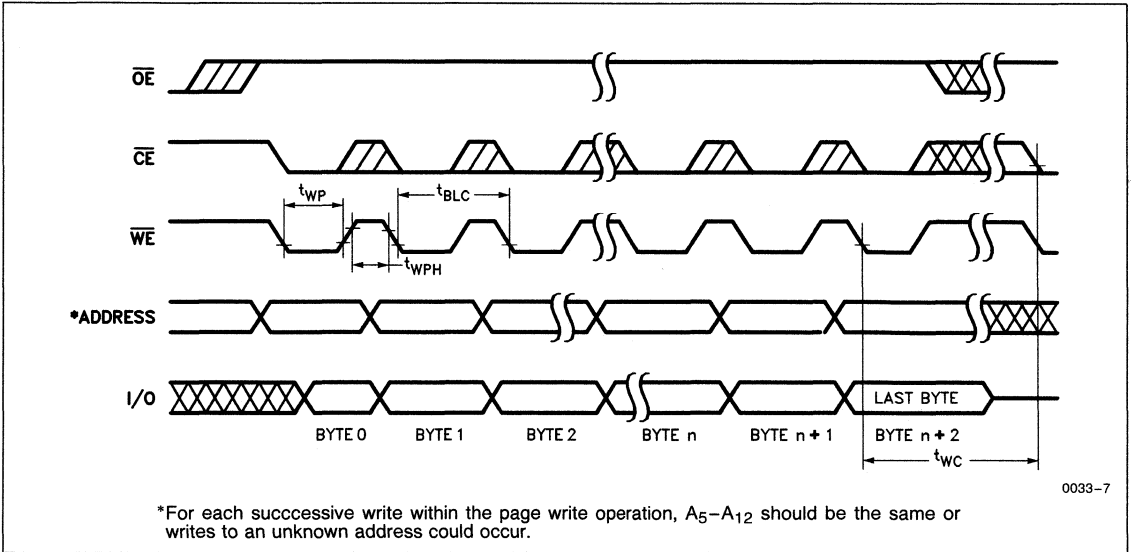 OE
CE
tWP
tBLC
WE
tWPH
*ADDRESS
I/O
LAST BYTE
BYTE 0 BYTE 1 BYTE 2 BYTE n BYTE n + 1 BYTE n + 2
tWC
0033–7
*For each succcessive write within the page write operation, A5–A12 should be the same or
writes to an unknown address could occur.